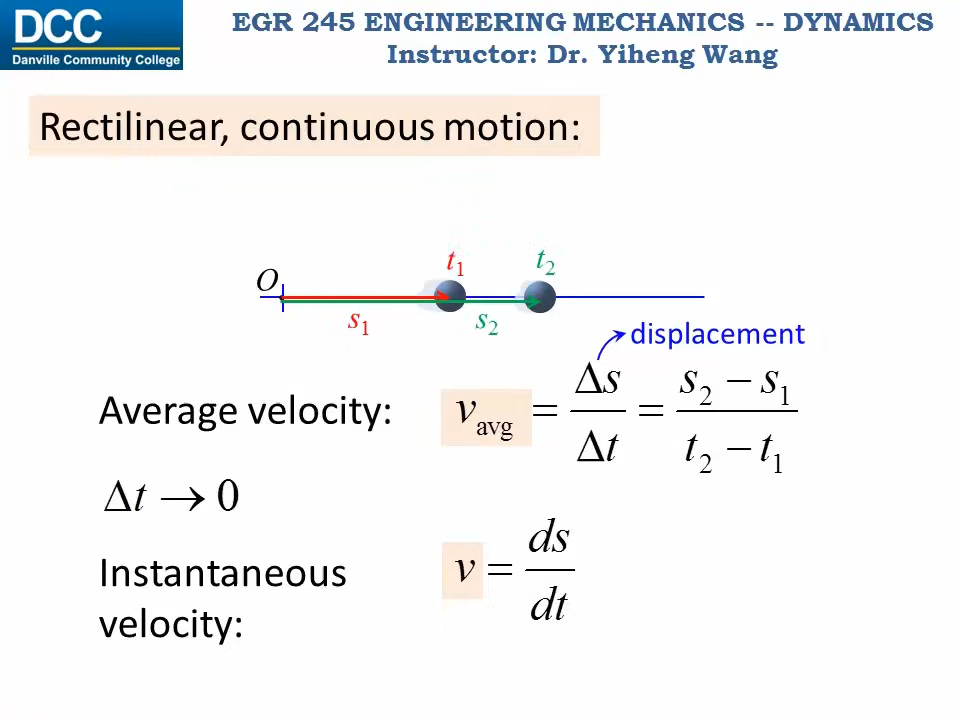 DCC
Danville Community College
EGR 245 ENGINEERING MECHANICS -- DYNAMICS
Instructor: Dr. Yiheng Wang
Rectilinear, continuous motion:
O
t₁
t₂
s₁
s₂
displacement
Average velocity: v_avg = Δs/Δt = (s₂ − s₁)/(t₂ − t₁)
Δt → 0
Instantaneous
velocity:
v = ds/dt